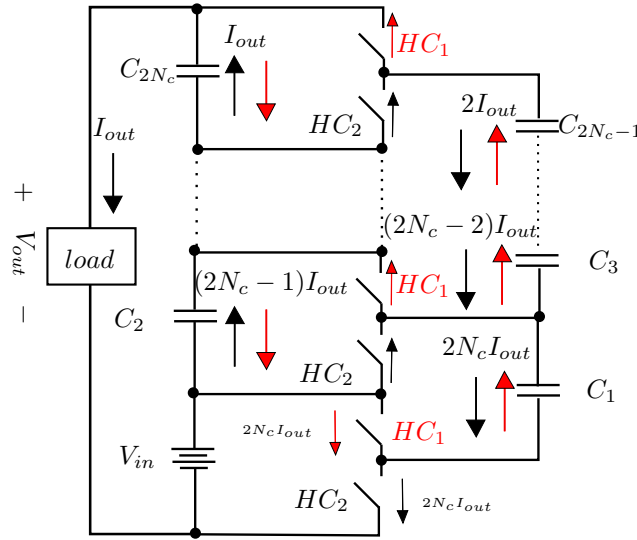 I_{out}
HC_1
C_{2N_c}
2I_{out}
C_{2N_c-1}
HC_2
I_{out}
+
V_{out}
-
load
(2N_c - 2)I_{out}
C_3
(2N_c - 1)I_{out}
HC_1
C_2
2N_cI_{out}
HC_2
C_1
2N_cI_{out}
HC_1
V_{in}
HC_2
2N_cI_{out}